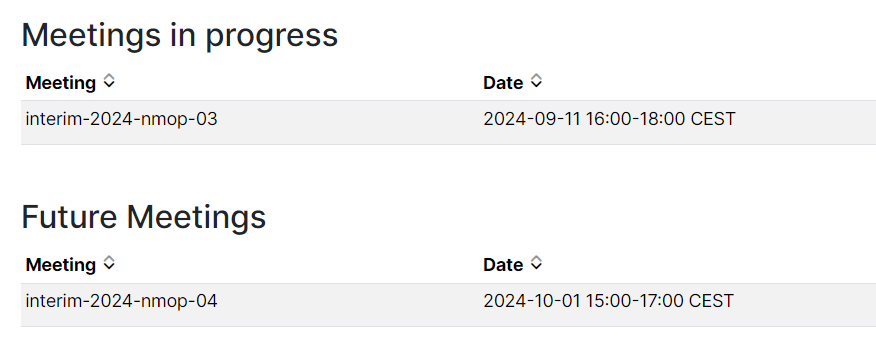 Meetings in progress
Meeting Date
interim-2024-nmop-03 2024-09-11 16:00-18:00 CEST
Future Meetings
Meeting Date
interim-2024-nmop-04 2024-10-01 15:00-17:00 CEST